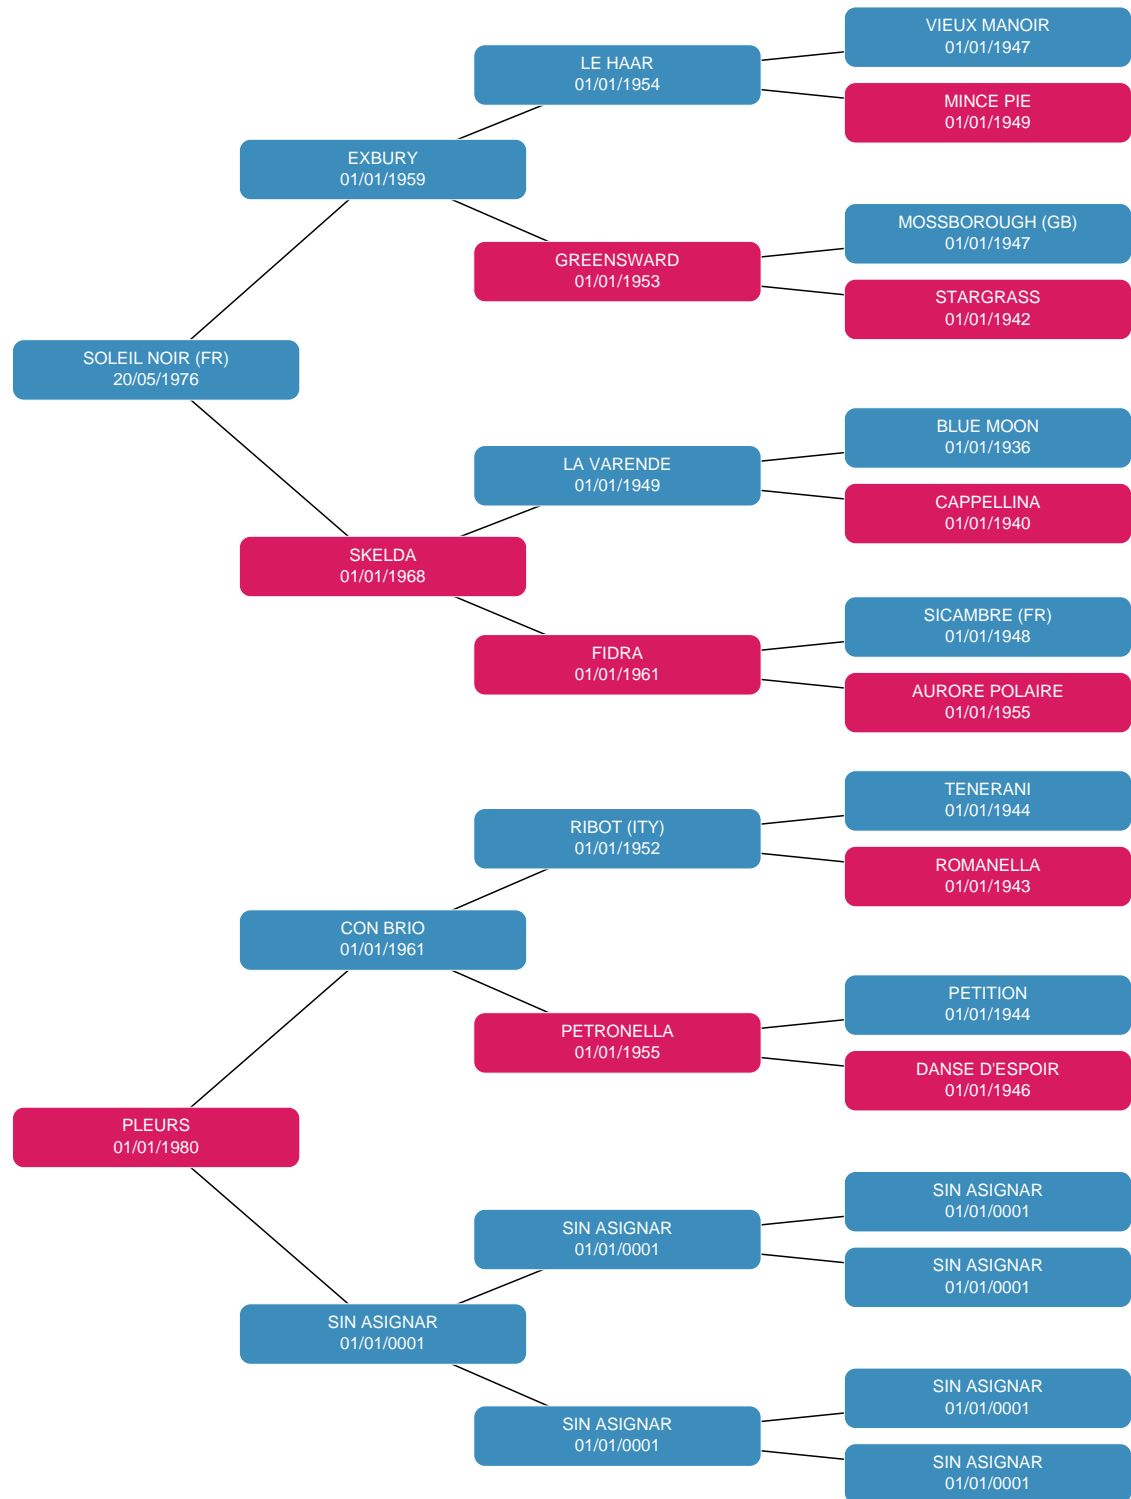 VIEUX MANOIR
01/01/1947
LE HAAR
01/01/1954
MINCE PIE
01/01/1949
EXBURY
01/01/1959
MOSSBOROUGH (GB)
01/01/1947
GREENSWARD
01/01/1953
STARGRASS
01/01/1942
SOLEIL NOIR (FR)
20/05/1976
BLUE MOON
01/01/1936
LA VARENDE
01/01/1949
CAPPELLINA
01/01/1940
SKELDA
01/01/1968
SICAMBRE (FR)
01/01/1948
FIDRA
01/01/1961
AURORE POLAIRE
01/01/1955
TENERANI
01/01/1944
RIBOT (ITY)
01/01/1952
ROMANELLA
01/01/1943
CON BRIO
01/01/1961
PETITION
01/01/1944
PETRONELLA
01/01/1955
DANSE D'ESPOIR
01/01/1946
PLEURS
01/01/1980
SIN ASIGNAR
01/01/0001
SIN ASIGNAR
01/01/0001
SIN ASIGNAR
01/01/0001
SIN ASIGNAR
01/01/0001
SIN ASIGNAR
01/01/0001
SIN ASIGNAR
01/01/0001
SIN ASIGNAR
01/01/0001